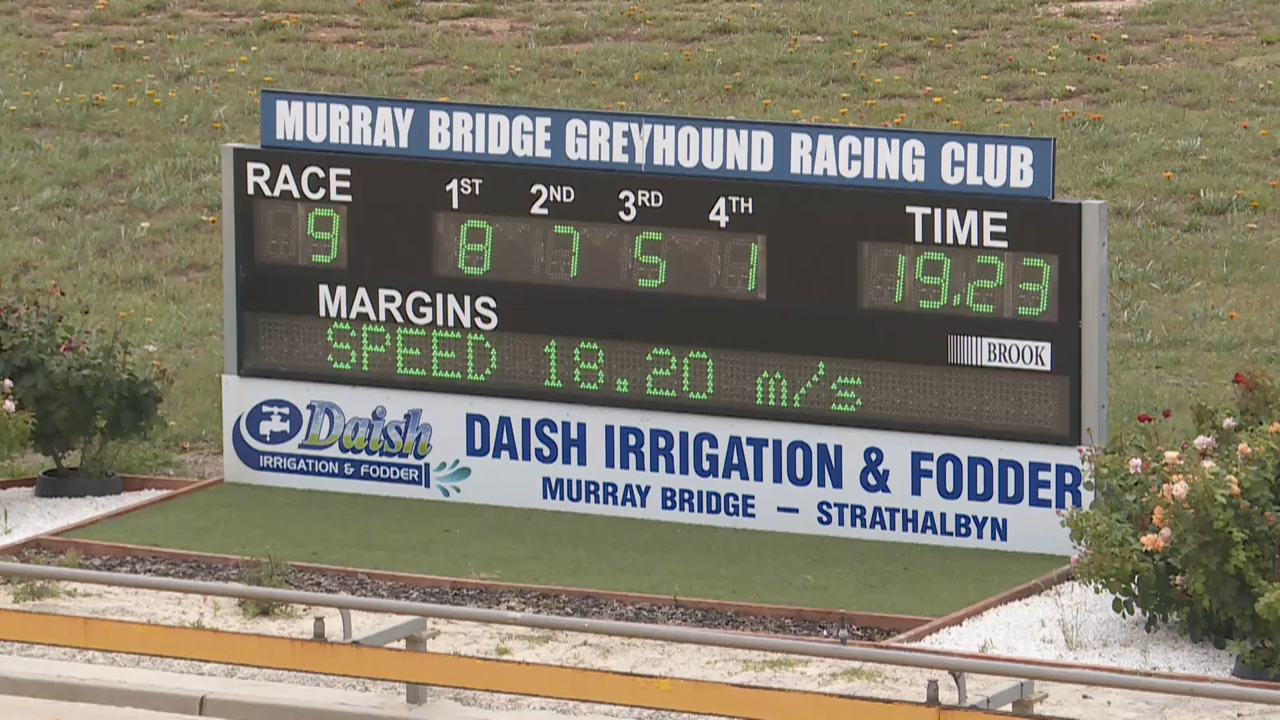 MURRAY BRIDGE GREYHOUND RACING CLUB
RACE 1ST 2ND 3RD 4TH TIME
9 8 7 5 1 19.23
MARGINS
BROOK
SPEED 18.20 m/s
Daish
IRRIGATION & FODDER
DAISH IRRIGATION & FODDER
MURRAY BRIDGE – STRATHALBYN